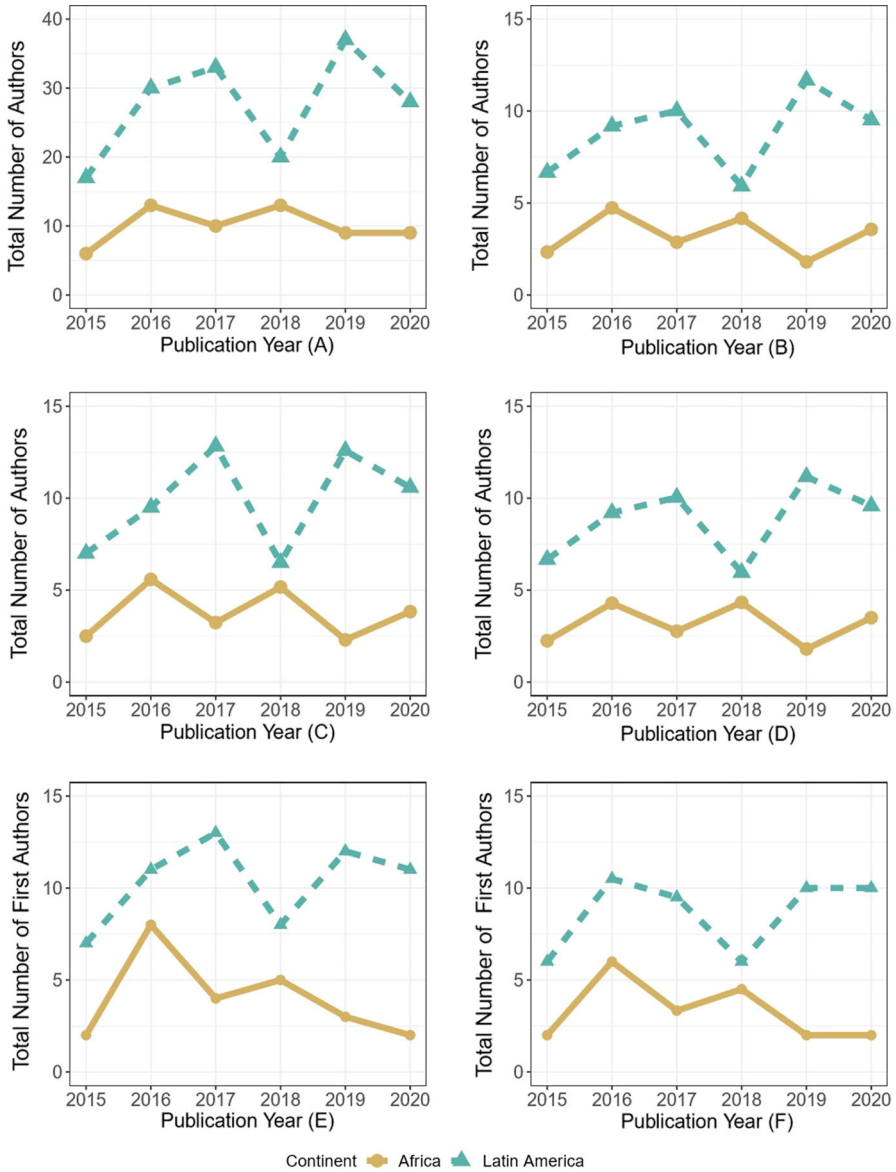 Total Number of Authors
40
30
20
10
0
2015 2016 2017 2018 2019 2020
Publication Year (A)
Total Number of Authors
15
10
5
0
2015 2016 2017 2018 2019 2020
Publication Year (B)
Total Number of Authors
15
10
5
0
2015 2016 2017 2018 2019 2020
Publication Year (C)
Total Number of Authors
15
10
5
0
2015 2016 2017 2018 2019 2020
Publication Year (D)
Total Number of First Authors
15
10
5
0
2015 2016 2017 2018 2019 2020
Publication Year (E)
Total Number of First Authors
15
10
5
0
2015 2016 2017 2018 2019 2020
Publication Year (F)
Continent Africa Latin America